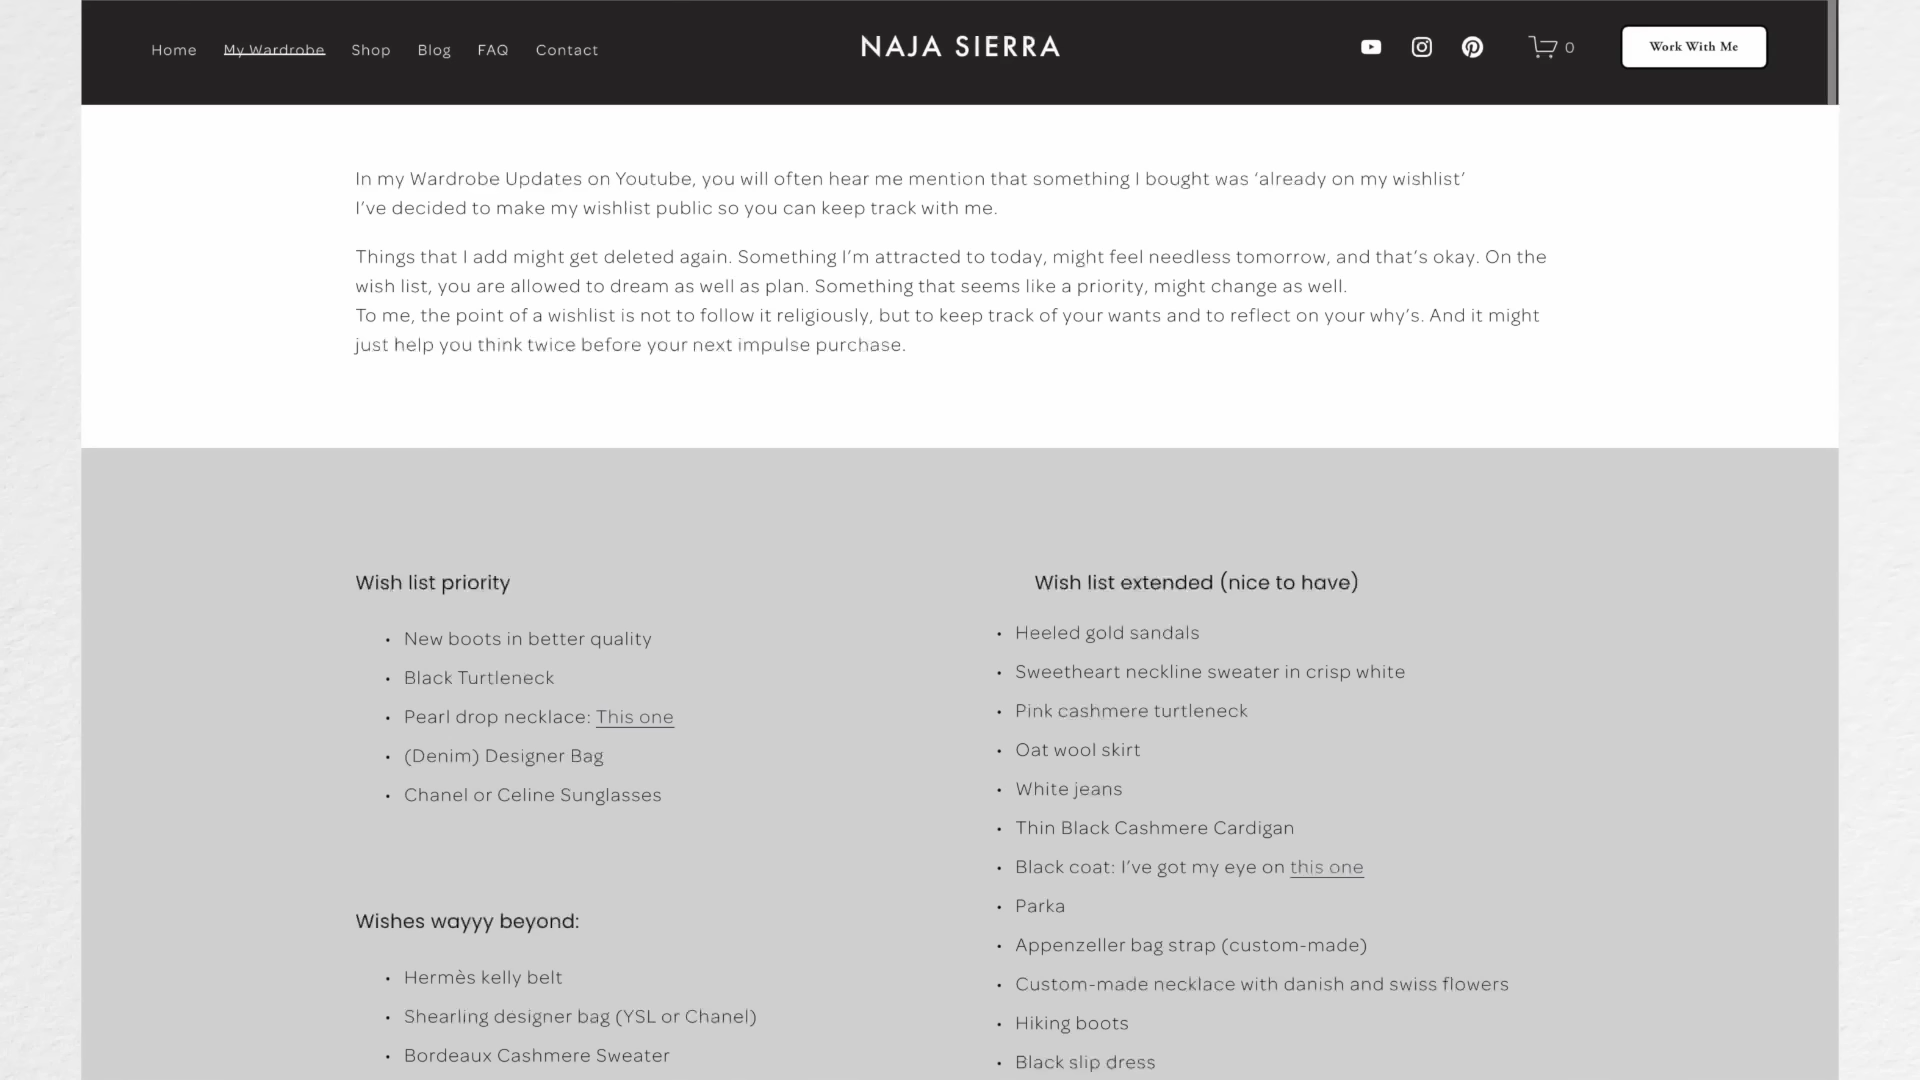 Home My Wardrobe Shop Blog FAQ Contact NAJA SIERRA 0 Work With Me
In my Wardrobe Updates on Youtube, you will often hear me mention that something I bought was ‘already on my wishlist’
I’ve decided to make my wishlist public so you can keep track with me.
Things that I add might get deleted again. Something I’m attracted to today, might feel needless tomorrow, and that’s okay. On the
wish list, you are allowed to dream as well as plan. Something that seems like a priority, might change as well.
To me, the point of a wishlist is not to follow it religiously, but to keep track of your wants and to reflect on your why’s. And it might
just help you think twice before your next impulse purchase.
Wish list priority
• New boots in better quality
• Black Turtleneck
• Pearl drop necklace: This one
• (Denim) Designer Bag
• Chanel or Celine Sunglasses
Wishes wayyy beyond:
• Hermès kelly belt
• Shearling designer bag (YSL or Chanel)
• Bordeaux Cashmere Sweater
Wish list extended (nice to have)
• Heeled gold sandals
• Sweetheart neckline sweater in crisp white
• Pink cashmere turtleneck
• Oat wool skirt
• White jeans
• Thin Black Cashmere Cardigan
• Black coat: I’ve got my eye on this one
• Parka
• Appenzeller bag strap (custom-made)
• Custom-made necklace with danish and swiss flowers
• Hiking boots
• Black slip dress